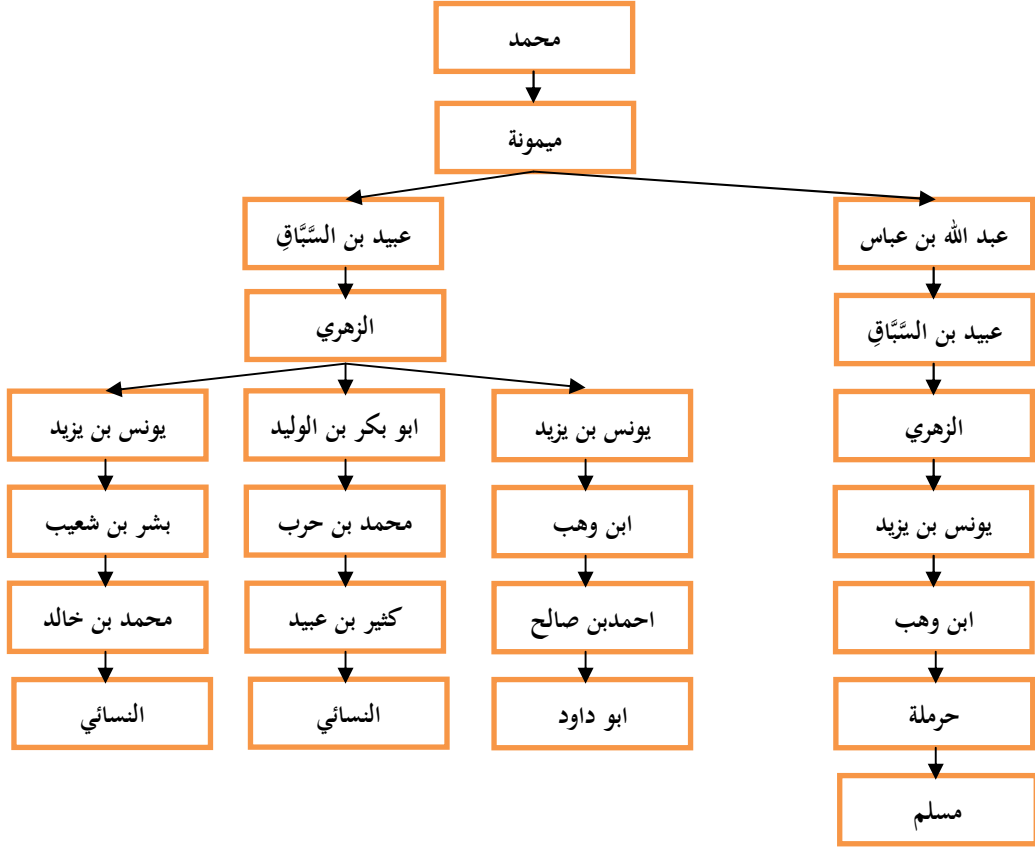 محمد
ميمونة
عبد الله بن عباس
عبيد بن السَّبَّاقِ
عبيد بن السَّبَّاقِ
الزهري
الزهري
يونس بن يزيد
ابو بكر بن الوليد
يونس بن يزيد
يونس بن يزيد
ابن وهب
محمد بن حرب
بشر بن شعيب
ابن وهب
احمدبن صالح
كثير بن عبيد
محمد بن خالد
حرملة
ابو داود
النسائي
النسائي
مسلم